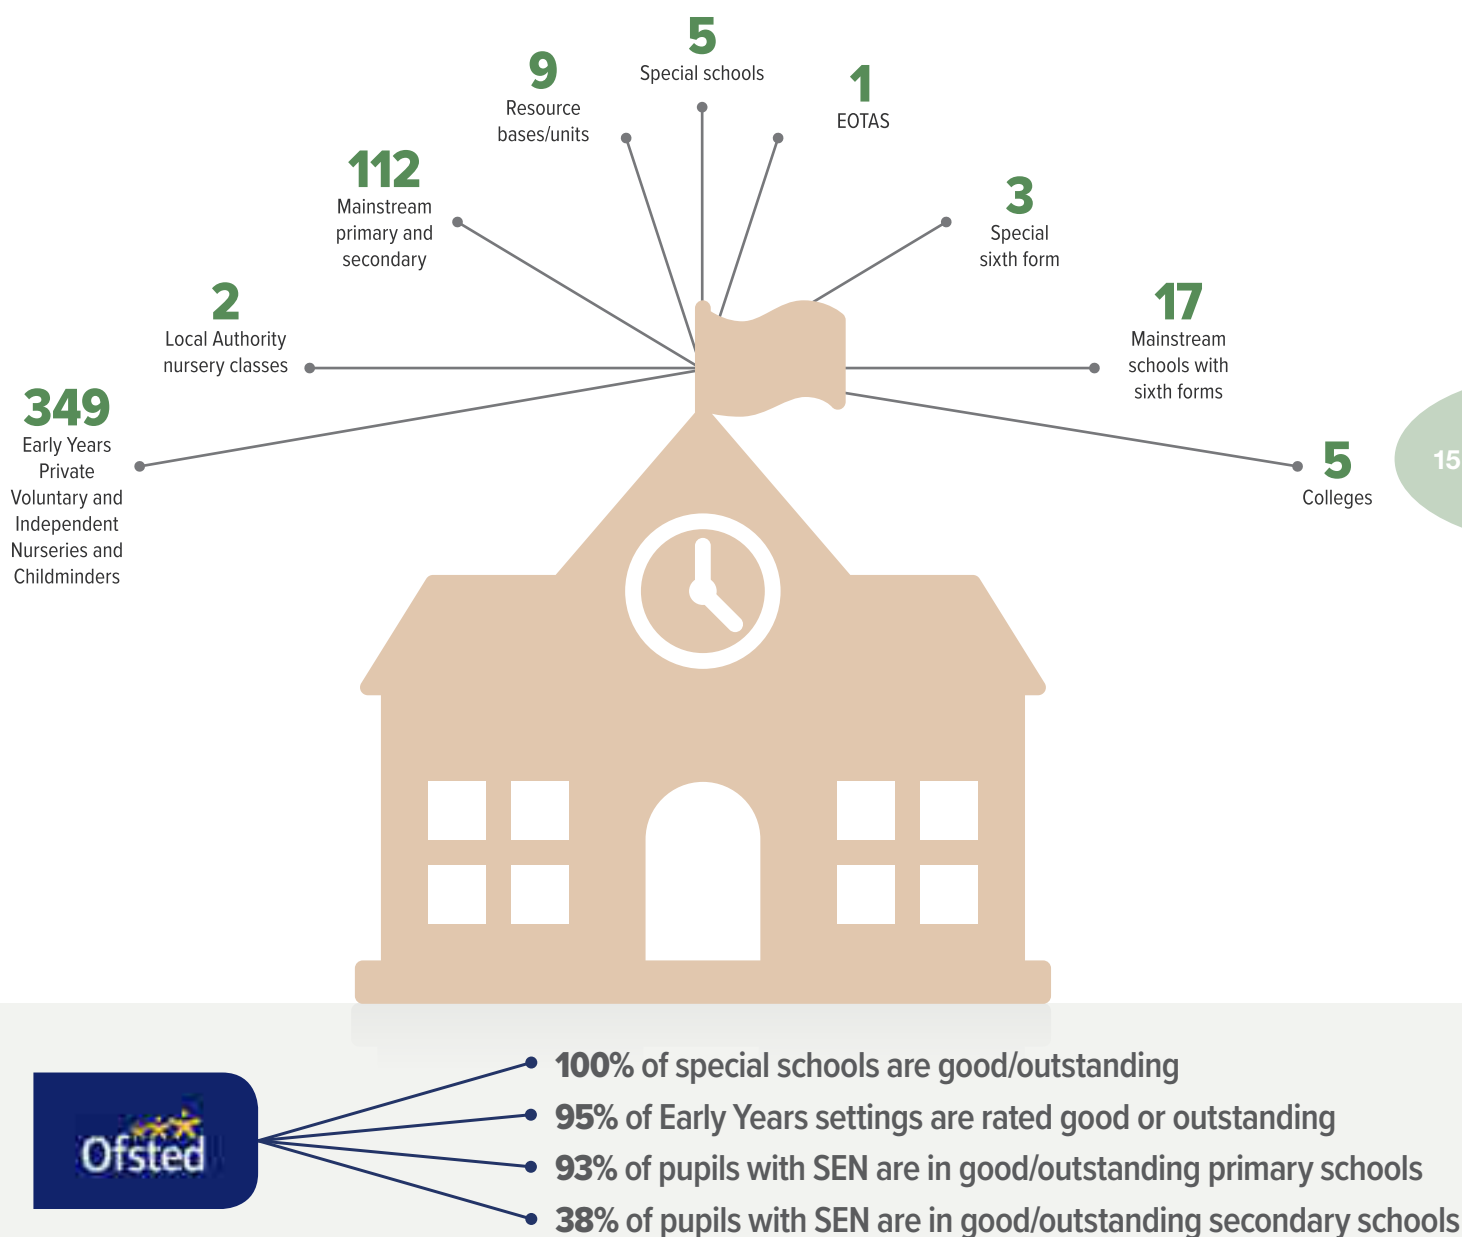 5
Special schools
9
Resource
bases/units
1
EOTAS
112
Mainstream
primary and
secondary
3
Special
sixth form
2
Local Authority
nursery classes
17
Mainstream
schools with
sixth forms
349
Early Years
Private
Voluntary and
Independent
Nurseries and
Childminders
5
Colleges
15
Ofsted
100% of special schools are good/outstanding
95% of Early Years settings are rated good or outstanding
93% of pupils with SEN are in good/outstanding primary schools
38% of pupils with SEN are in good/outstanding secondary schools